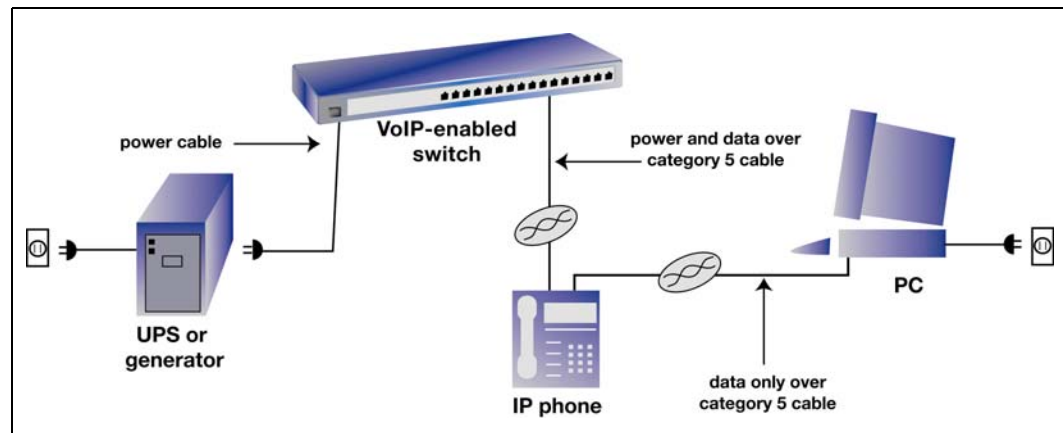 VoIP-enabled
switch
power cable
power and data over
category 5 cable
UPS or
generator
PC
IP phone
data only over
category 5 cable